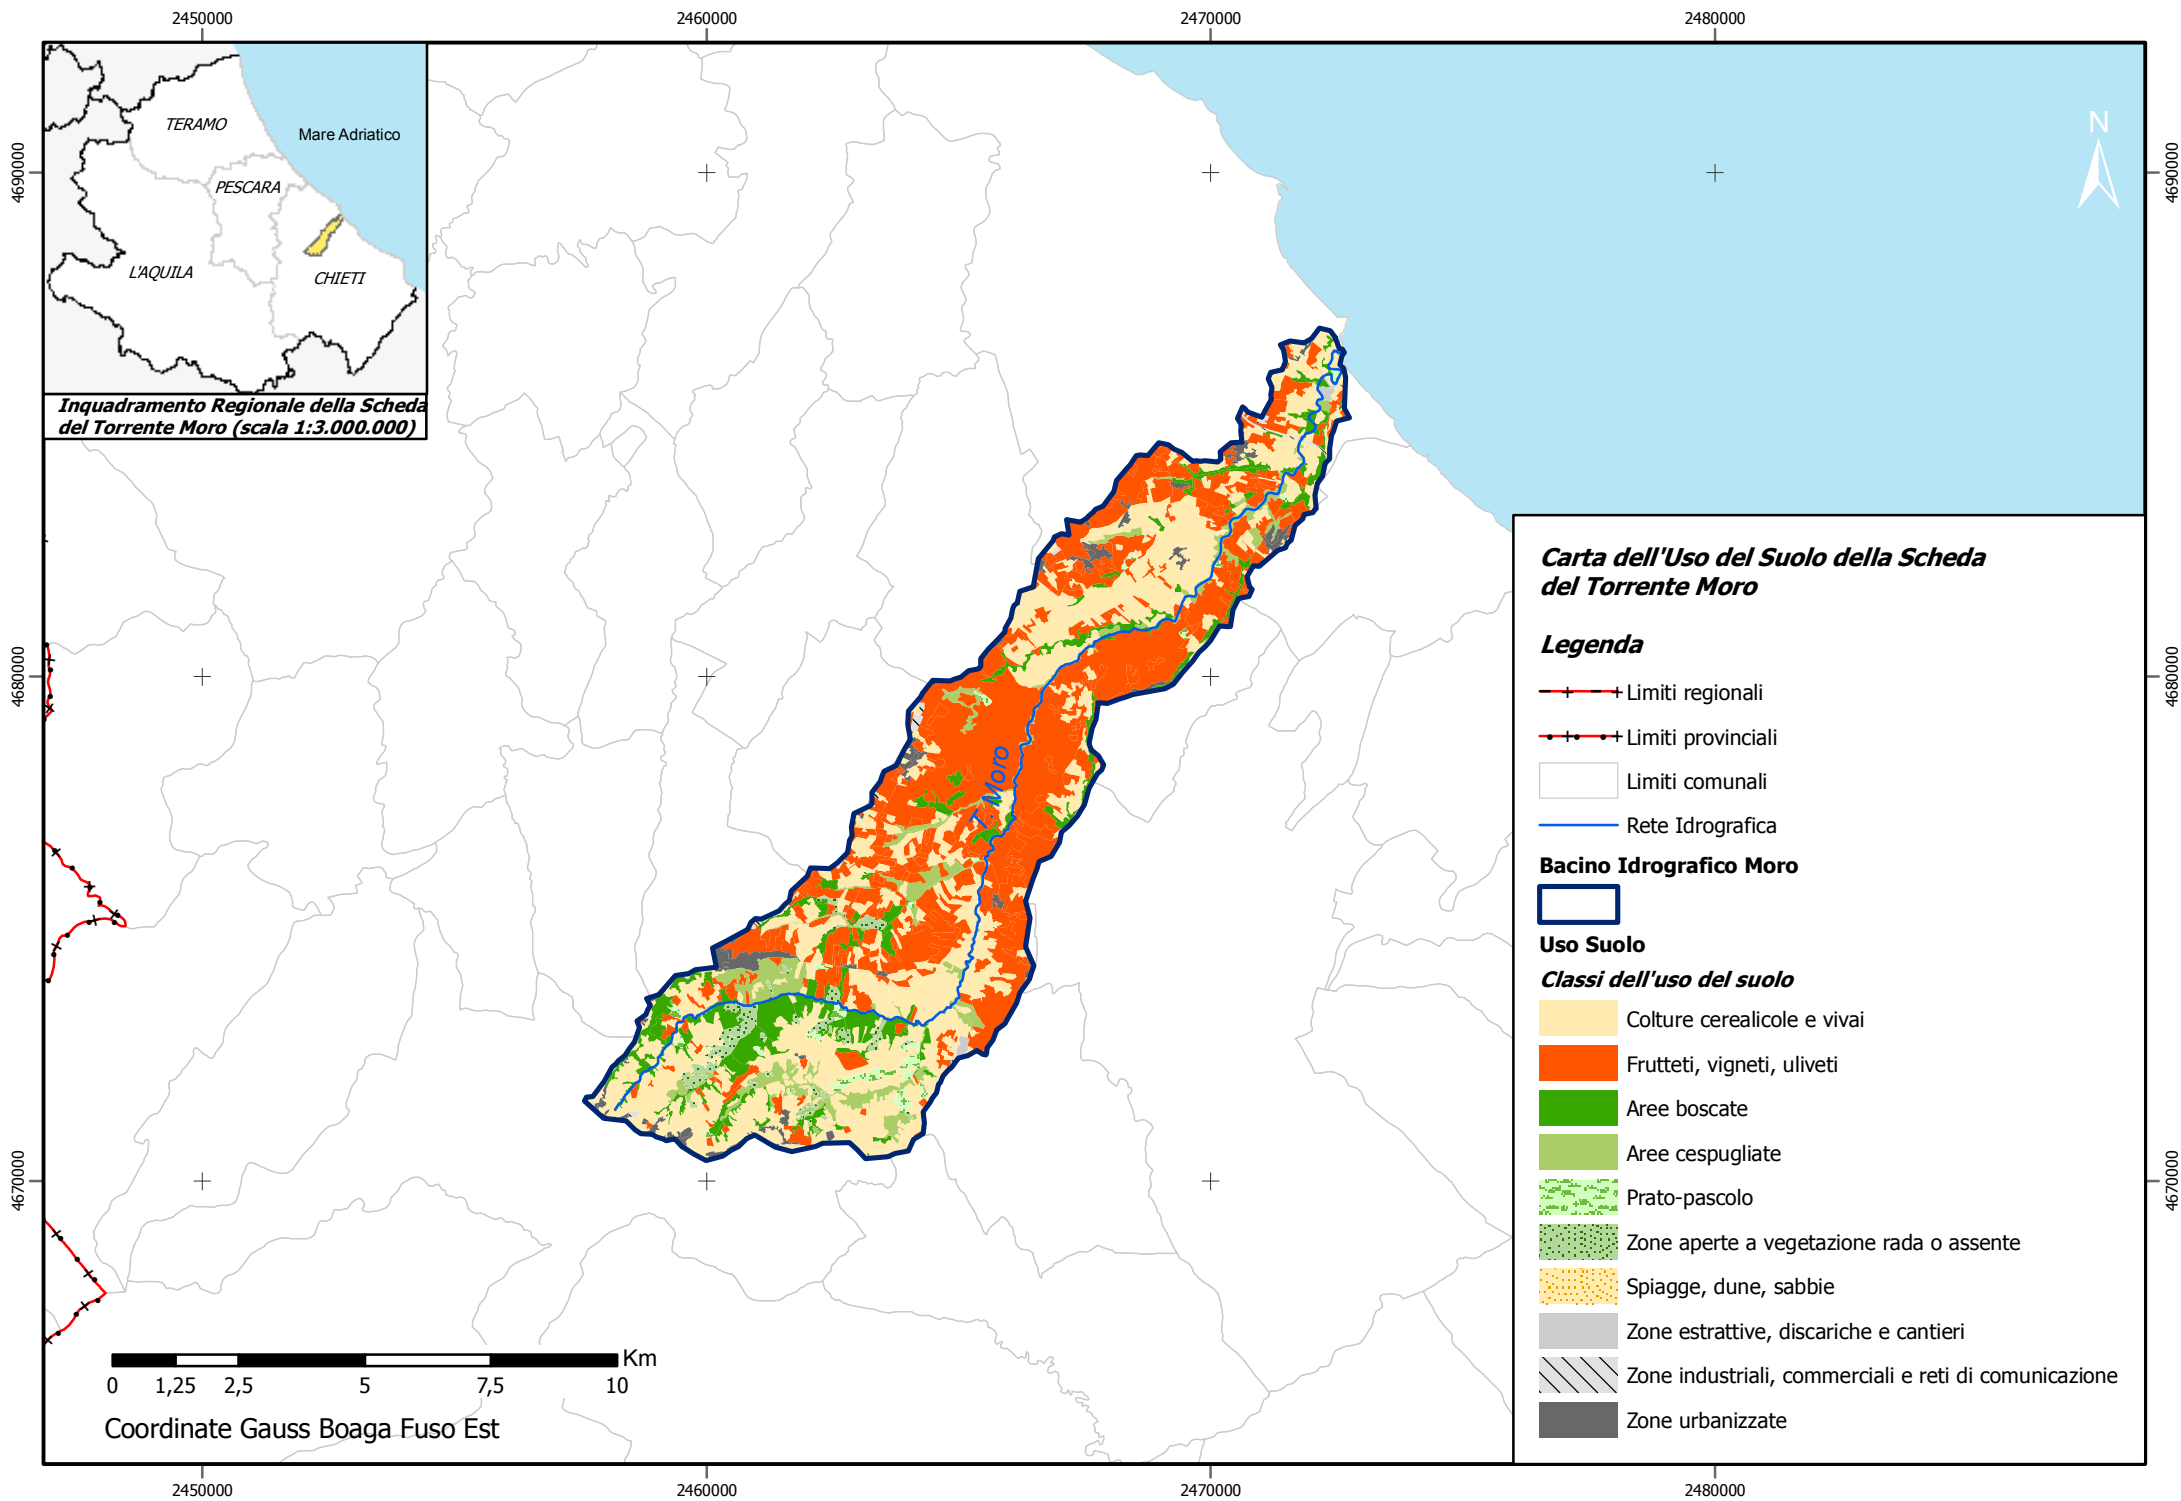 2450000
2460000
2470000
2480000
4690000
4680000
4670000
4690000
4680000
4670000
TERAMO
Mare Adriatico
PESCARA
L'AQUILA
CHIETI
Inquadramento Regionale della Scheda
del Torrente Moro (scala 1:3.000.000)
N
T. Moro
Carta dell'Uso del Suolo della Scheda
del Torrente Moro
Legenda
Limiti regionali
Limiti provinciali
Limiti comunali
Rete Idrografica
Bacino Idrografico Moro
Uso Suolo
Classi dell'uso del suolo
Colture cerealicole e vivai
Frutteti, vigneti, uliveti
Aree boscate
Aree cespugliate
Prato-pascolo
Zone aperte a vegetazione rada o assente
Spiagge, dune, sabbie
Zone estrattive, discariche e cantieri
Zone industriali, commerciali e reti di comunicazione
Zone urbanizzate
Km
0 1,25 2,5 5 7,5 10
Coordinate Gauss Boaga Fuso Est
2450000
2460000
2470000
2480000